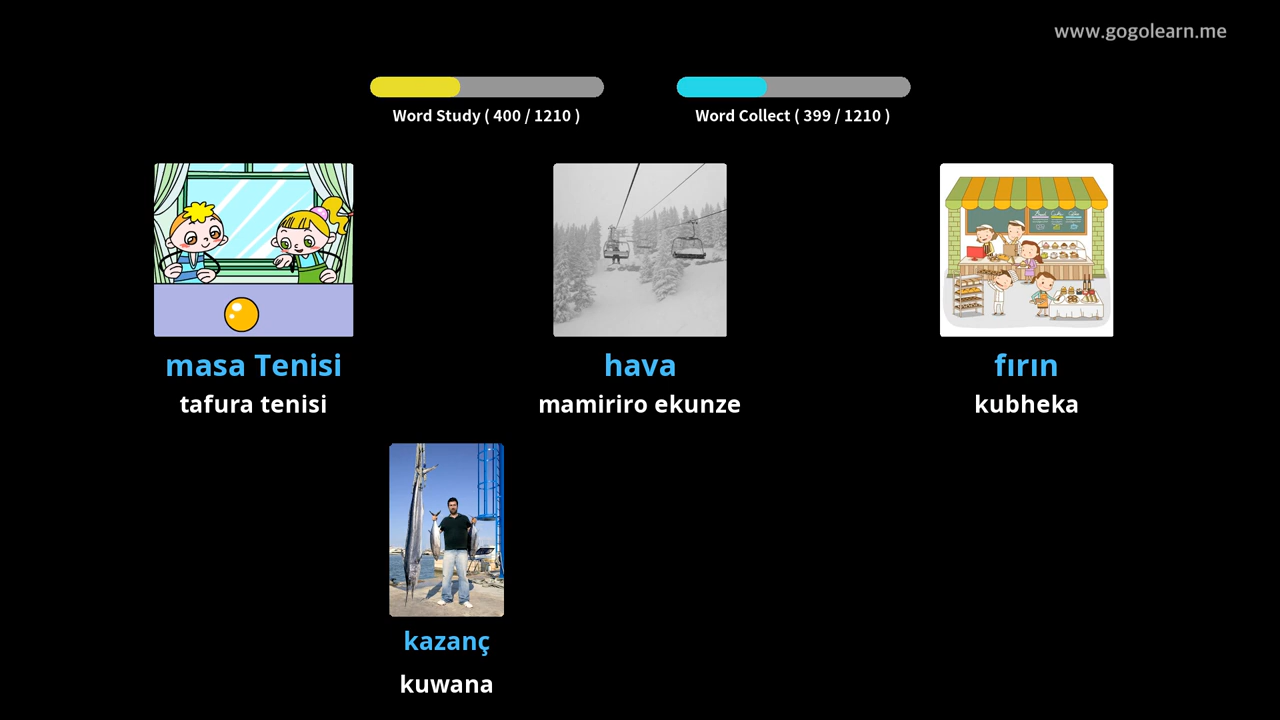 www.gogolearn.me
Word Study ( 400 / 1210 )
Word Collect ( 399 / 1210 )
masa Tenisi
tafura tenisi
hava
mamiriro ekunze
fırın
kubheka
kazanç
kuwana